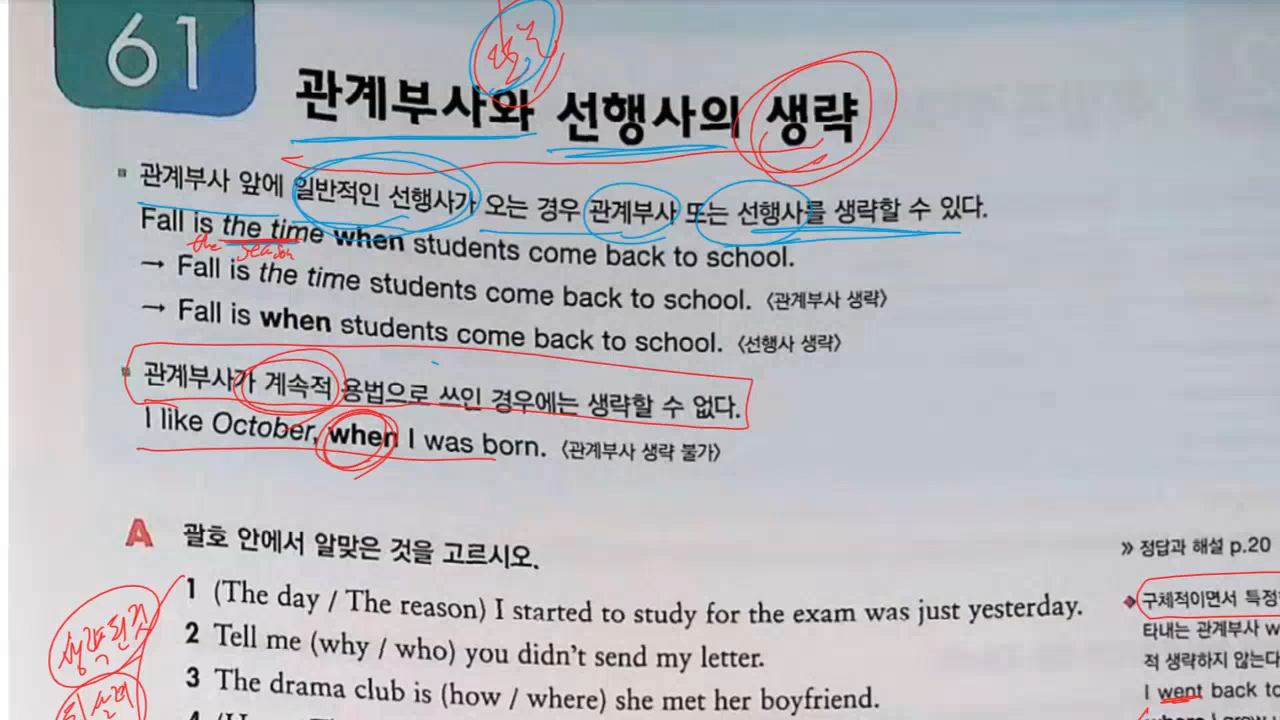 61
또는
관계부사와 선행사의 생략
관계부사 앞에 일반적인 선행사가 오는 경우 관계부사 또는 선행사를 생략할 수 있다.
Fall is the time when students come back to school.
the season
→ Fall is the time students come back to school. 〈관계부사 생략〉
→ Fall is when students come back to school. 〈선행사 생략〉
관계부사가 계속적 용법으로 쓰인 경우에는 생략할 수 없다.
I like October, when I was born. 〈관계부사 생략 불가〉
A 괄호 안에서 알맞은 것을 고르시오.
» 정답과 해설 p.20
1 (The day / The reason) I started to study for the exam was just yesterday.
2 Tell me (why / who) you didn't send my letter.
3 The drama club is (how / where) she met her boyfriend.
4
생략된것
구체적이면서 특정
타내는 관계부사 w
적 생략하지 않는다
I went back to
where I grew